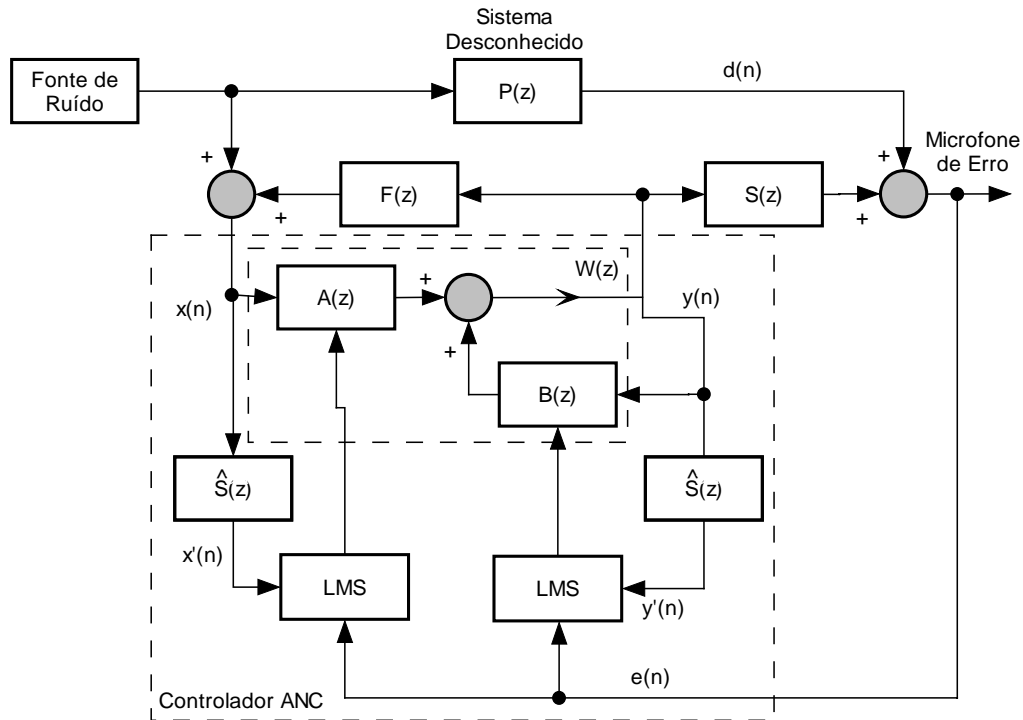 Sistema
Desconhecido
Fonte de
Ruído
P(z)
d(n)
Microfone
de Erro
+
+
F(z)
S(z)
+
+
W(z)
A(z)
+
x(n)
y(n)
+
B(z)
^
S(z)
^
S(z)
x'(n)
LMS
LMS
y'(n)
e(n)
Controlador ANC